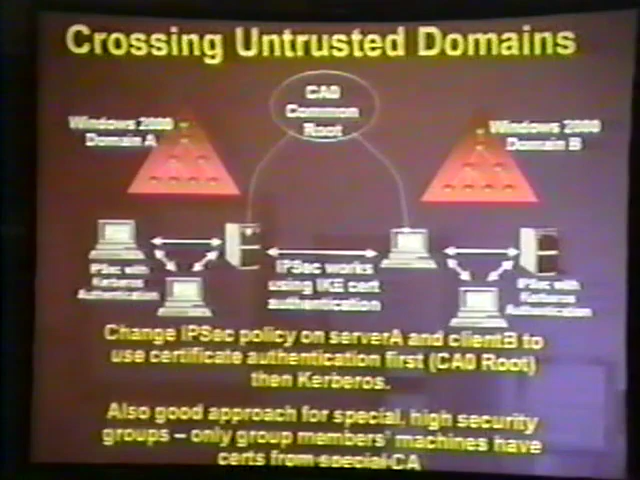 Crossing Untrusted Domains
CA0
Common
Root
Windows 2000
Domain A
Windows 2000
Domain B
IPSec with
Kerberos
Authentication
IPSec works
using IKE cert
authentication
IPSec with
Kerberos
Authentication
Change IPSec policy on serverA and clientB to
use certificate authentication first (CA0 Root)
then Kerberos.
Also good approach for special, high security
groups – only group members' machines have
certs from special CA